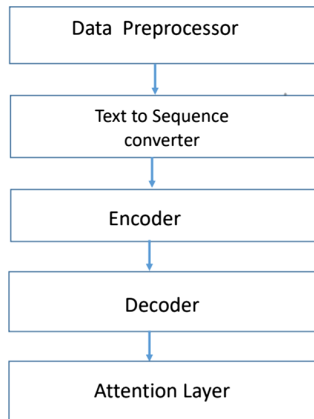 Data Preprocessor
Text to Sequence
converter
Encoder
Decoder
Attention Layer